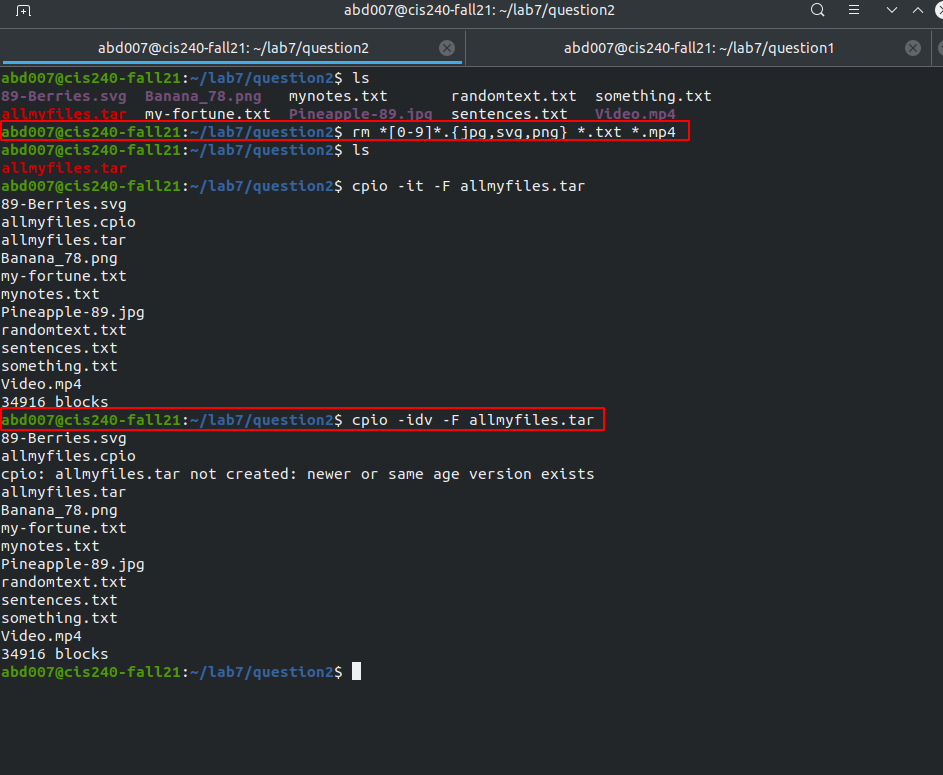 abd007@cis240-fall21: ~/lab7/question2
abd007@cis240-fall21: ~/lab7/question2 abd007@cis240-fall21: ~/lab7/question1
abd007@cis240-fall21:~/lab7/question2$ ls
89-Berries.svg Banana_78.png mynotes.txt randomtext.txt something.txt
allmyfiles.tar my-fortune.txt Pineapple-89.jpg sentences.txt Video.mp4
abd007@cis240-fall21:~/lab7/question2$ rm *[0-9]*.{jpg,svg,png} *.txt *.mp4
abd007@cis240-fall21:~/lab7/question2$ ls
allmyfiles.tar
abd007@cis240-fall21:~/lab7/question2$ cpio -it -F allmyfiles.tar
89-Berries.svg
allmyfiles.cpio
allmyfiles.tar
Banana_78.png
my-fortune.txt
mynotes.txt
Pineapple-89.jpg
randomtext.txt
sentences.txt
something.txt
Video.mp4
34916 blocks
abd007@cis240-fall21:~/lab7/question2$ cpio -idv -F allmyfiles.tar
89-Berries.svg
allmyfiles.cpio
cpio: allmyfiles.tar not created: newer or same age version exists
allmyfiles.tar
Banana_78.png
my-fortune.txt
mynotes.txt
Pineapple-89.jpg
randomtext.txt
sentences.txt
something.txt
Video.mp4
34916 blocks
abd007@cis240-fall21:~/lab7/question2$